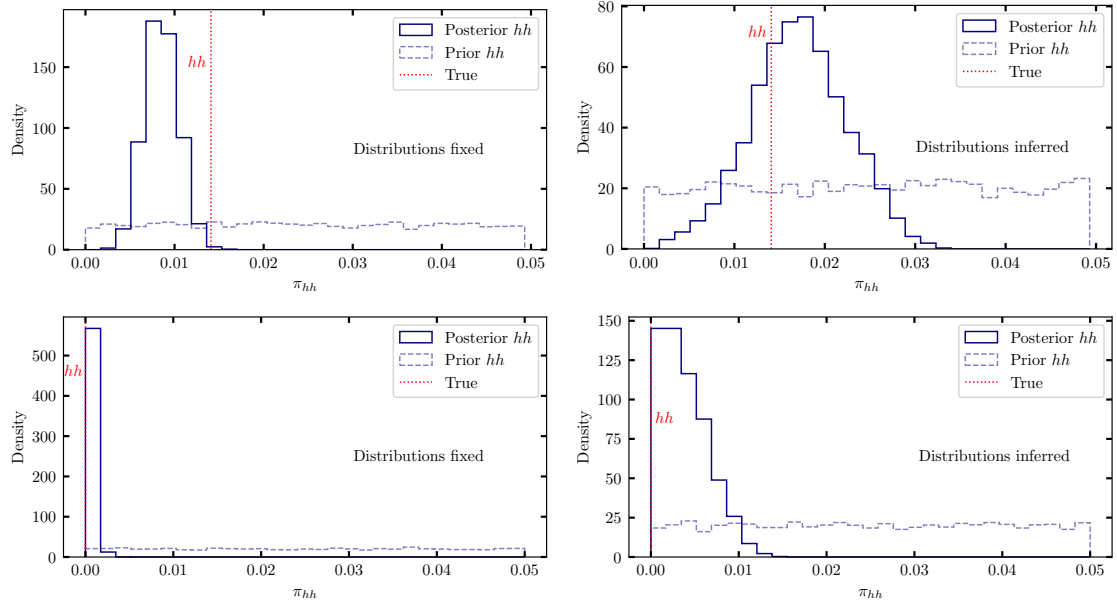 Density
150
100
50
0
0.00 0.01 0.02 0.03 0.04 0.05
π_hh
hh
Posterior hh
Prior hh
True
Distributions fixed
Density
80
60
40
20
0
0.00 0.01 0.02 0.03 0.04 0.05
π_hh
hh
Posterior hh
Prior hh
True
Distributions inferred
Density
500
400
300
200
100
0
0.00 0.01 0.02 0.03 0.04 0.05
π_hh
hh
Posterior hh
Prior hh
True
Distributions fixed
Density
150
125
100
75
50
25
0
0.00 0.01 0.02 0.03 0.04 0.05
π_hh
hh
Posterior hh
Prior hh
True
Distributions inferred